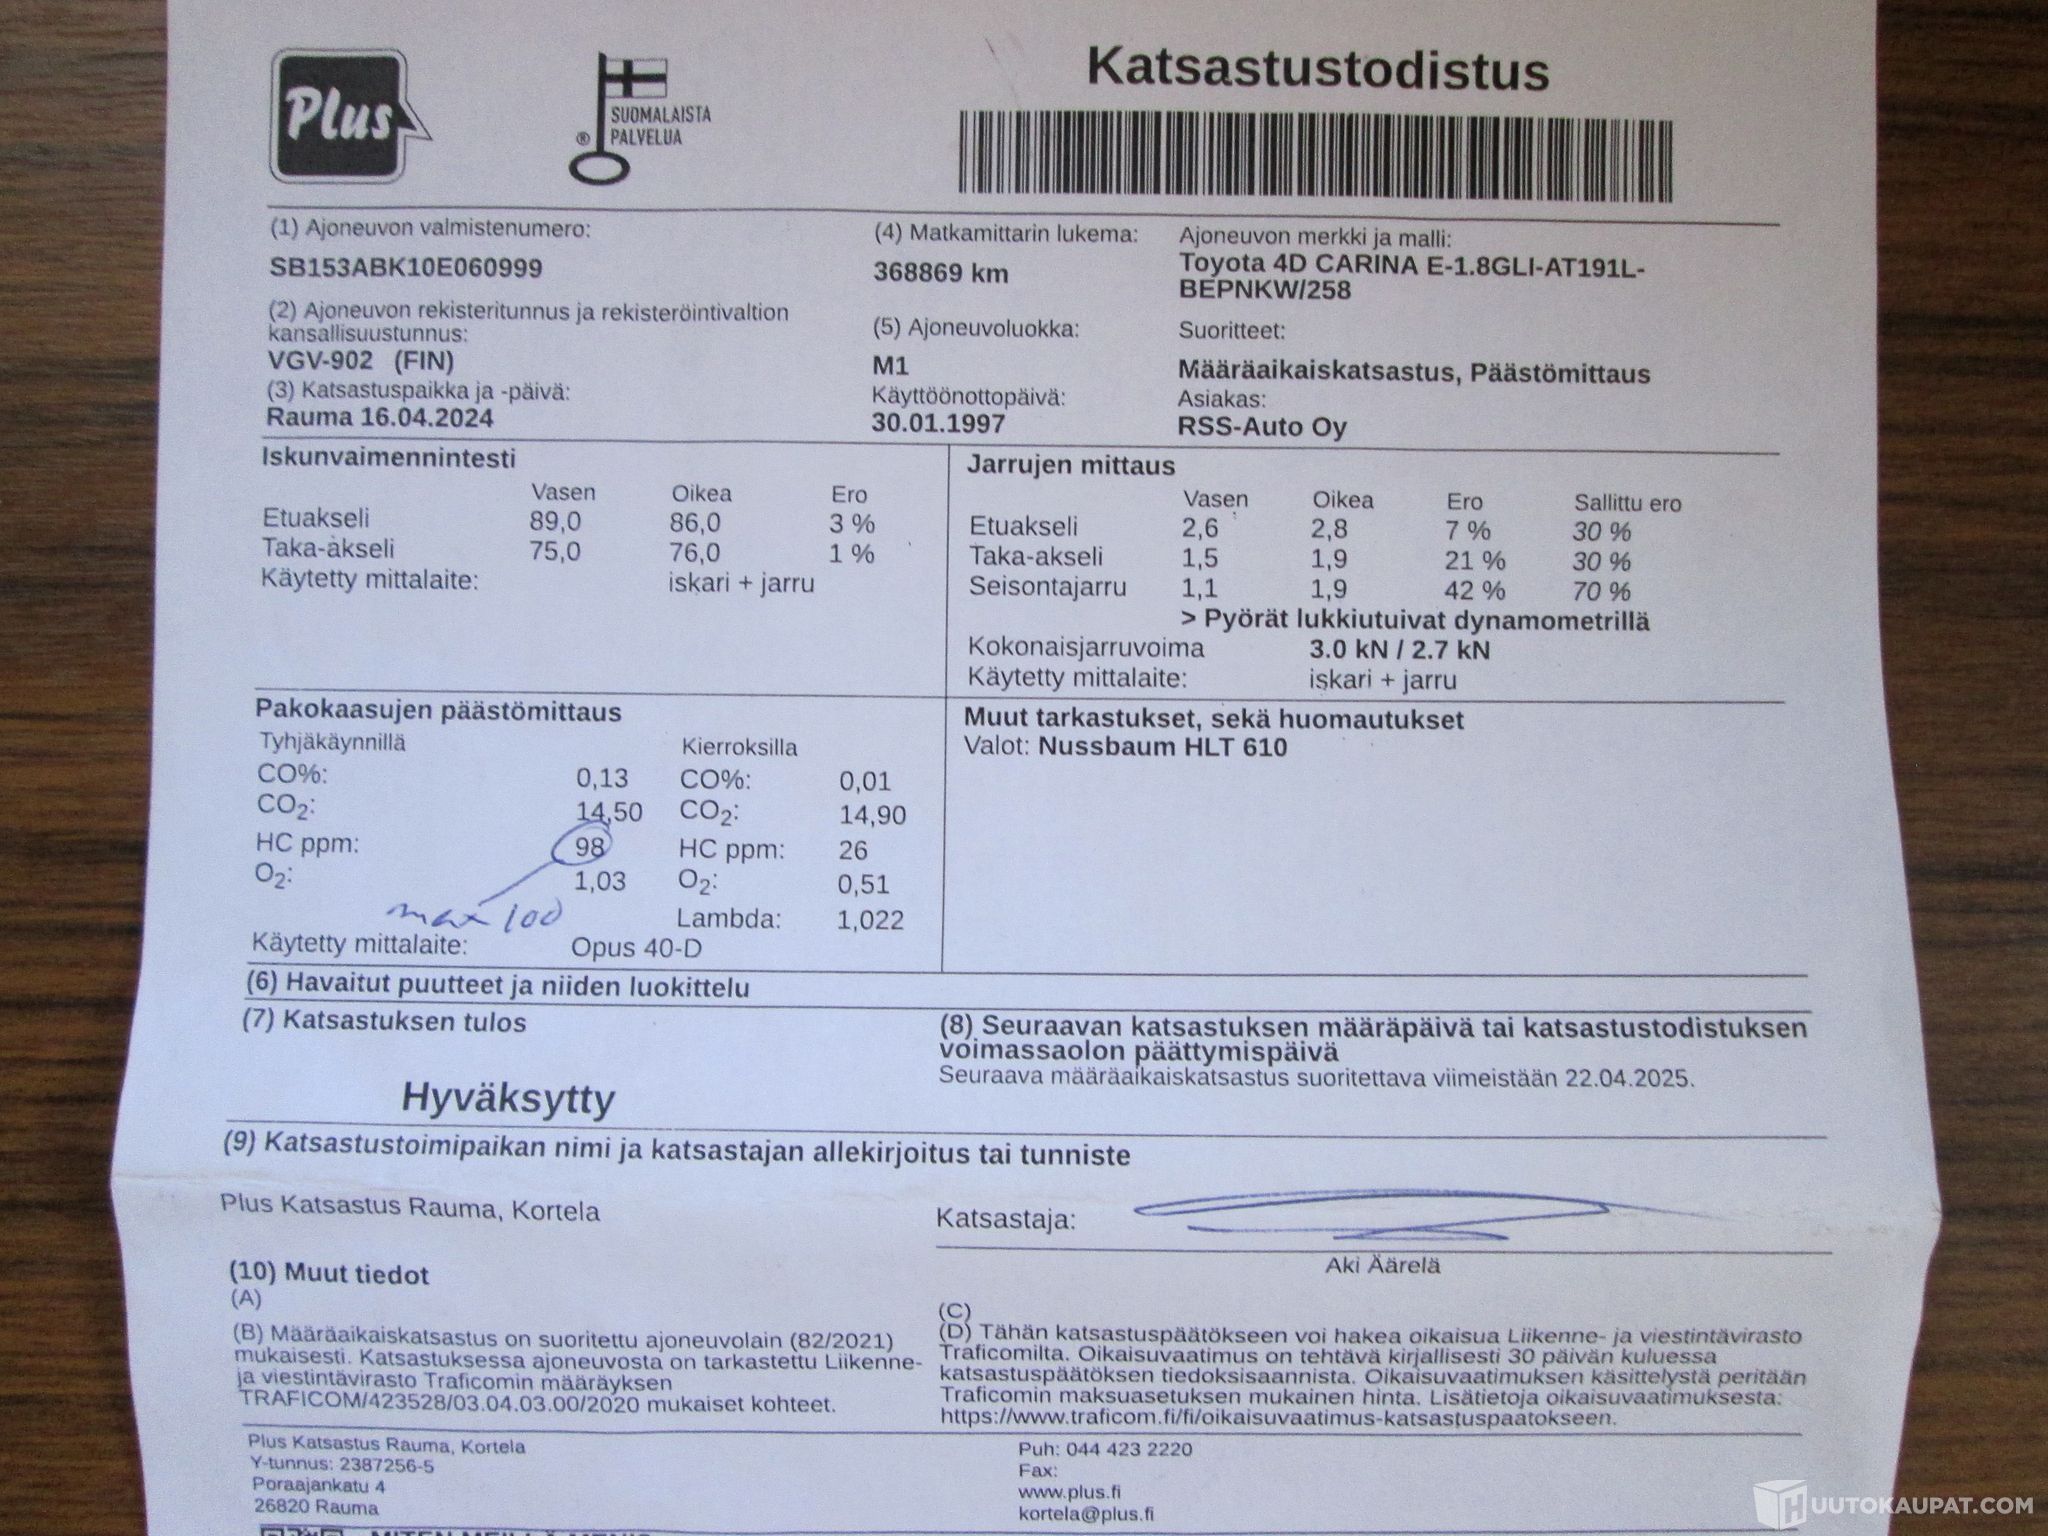 Plus
® SUOMALAISTA
PALVELUA
Katsastustodistus
(1) Ajoneuvon valmistenumero:
SB153ABK10E060999
(4) Matkamittarin lukema:
368869 km
Ajoneuvon merkki ja malli:
Toyota 4D CARINA E-1.8GLI-AT191L-
BEPNKW/258
(2) Ajoneuvon rekisteritunnus ja rekisteröintivaltion
kansallisuustunnus:
VGV-902 (FIN)
(5) Ajoneuvoluokka:
M1
Suoritteet:
Määräaikaiskatsastus, Päästömittaus
(3) Katsastuspaikka ja -päivä:
Rauma 16.04.2024
Käyttöönottopäivä:
30.01.1997
Asiakas:
RSS-Auto Oy
Iskunvaimennintesti
Vasen Oikea Ero
Etuakseli 89,0 86,0 3 %
Taka-akseli 75,0 76,0 1 %
Käytetty mittalaite: iskari + jarru
Jarrujen mittaus
Vasen Oikea Ero Sallittu ero
Etuakseli 2,6 2,8 7 % 30 %
Taka-akseli 1,5 1,9 21 % 30 %
Seisontajarru 1,1 1,9 42 % 70 %
> Pyörät lukkiutuivat dynamometrillä
Kokonaisjarruvoima 3.0 kN / 2.7 kN
Käytetty mittalaite: iskari + jarru
Pakokaasujen päästömittaus
Tyhjäkäynnillä Kierroksilla
CO%: 0,13 CO%: 0,01
CO2: 14,50 CO2: 14,90
HC ppm: 98 HC ppm: 26
O2: 1,03 O2: 0,51
max 100 Lambda: 1,022
Käytetty mittalaite: Opus 40-D
Muut tarkastukset, sekä huomautukset
Valot: Nussbaum HLT 610
(6) Havaitut puutteet ja niiden luokittelu
(7) Katsastuksen tulos
Hyväksytty
(8) Seuraavan katsastuksen määräpäivä tai katsastustodistuksen
voimassaolon päättymispäivä
Seuraava määräaikaiskatsastus suoritettava viimeistään 22.04.2025.
(9) Katsastustoimipaikan nimi ja katsastajan allekirjoitus tai tunniste
Plus Katsastus Rauma, Kortela
Katsastaja:
Aki Äärelä
(10) Muut tiedot
(A)
(B) Määräaikaiskatsastus on suoritettu ajoneuvolain (82/2021)
mukaisesti. Katsastuksessa ajoneuvosta on tarkastettu Liikenne-
ja viestintävirasto Traficomin määräyksen
TRAFICOM/423528/03.04.03.00/2020 mukaiset kohteet.
(C)
(D) Tähän katsastuspäätökseen voi hakea oikaisua Liikenne- ja viestintävirasto
Traficomilta. Oikaisuvaatimus on tehtävä kirjallisesti 30 päivän kuluessa
katsastuspäätöksen tiedoksisaannista. Oikaisuvaatimuksen käsittelystä peritään
Traficomin maksuasetuksen mukainen hinta. Lisätietoja oikaisuvaatimuksesta:
https://www.traficom.fi/fi/oikaisuvaatimus-katsastuspaatokseen.
Plus Katsastus Rauma, Kortela
Y-tunnus: 2387256-5
Poraajankatu 4
26820 Rauma
Puh: 044 423 2220
Fax:
www.plus.fi
kortela@plus.fi
HUUTOKAUPAT.COM